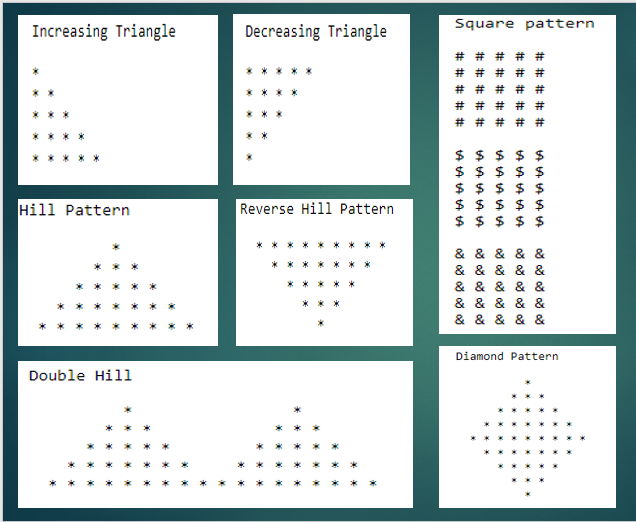 Increasing Triangle
*
* *
* * *
* * * *
* * * * *
Decreasing Triangle
* * * * *
* * * *
* * *
* *
*
Square pattern
# # # # #
# # # # #
# # # # #
# # # # #
# # # # #
$ $ $ $ $
$ $ $ $ $
$ $ $ $ $
$ $ $ $ $
$ $ $ $ $
& & & & &
& & & & &
& & & & &
& & & & &
& & & & &
Hill Pattern
*
* * *
* * * * *
* * * * * * *
* * * * * * * * *
Reverse Hill Pattern
* * * * * * * * *
* * * * * * *
* * * * *
* * *
*
Double Hill
* *
* * * * * *
* * * * * * * * * *
* * * * * * * * * * * * * *
* * * * * * * * * * * * * * * * * *
Diamond Pattern
*
* * *
* * * * *
* * * * * * *
* * * * * * * * *
* * * * * * *
* * * * *
* * *
*